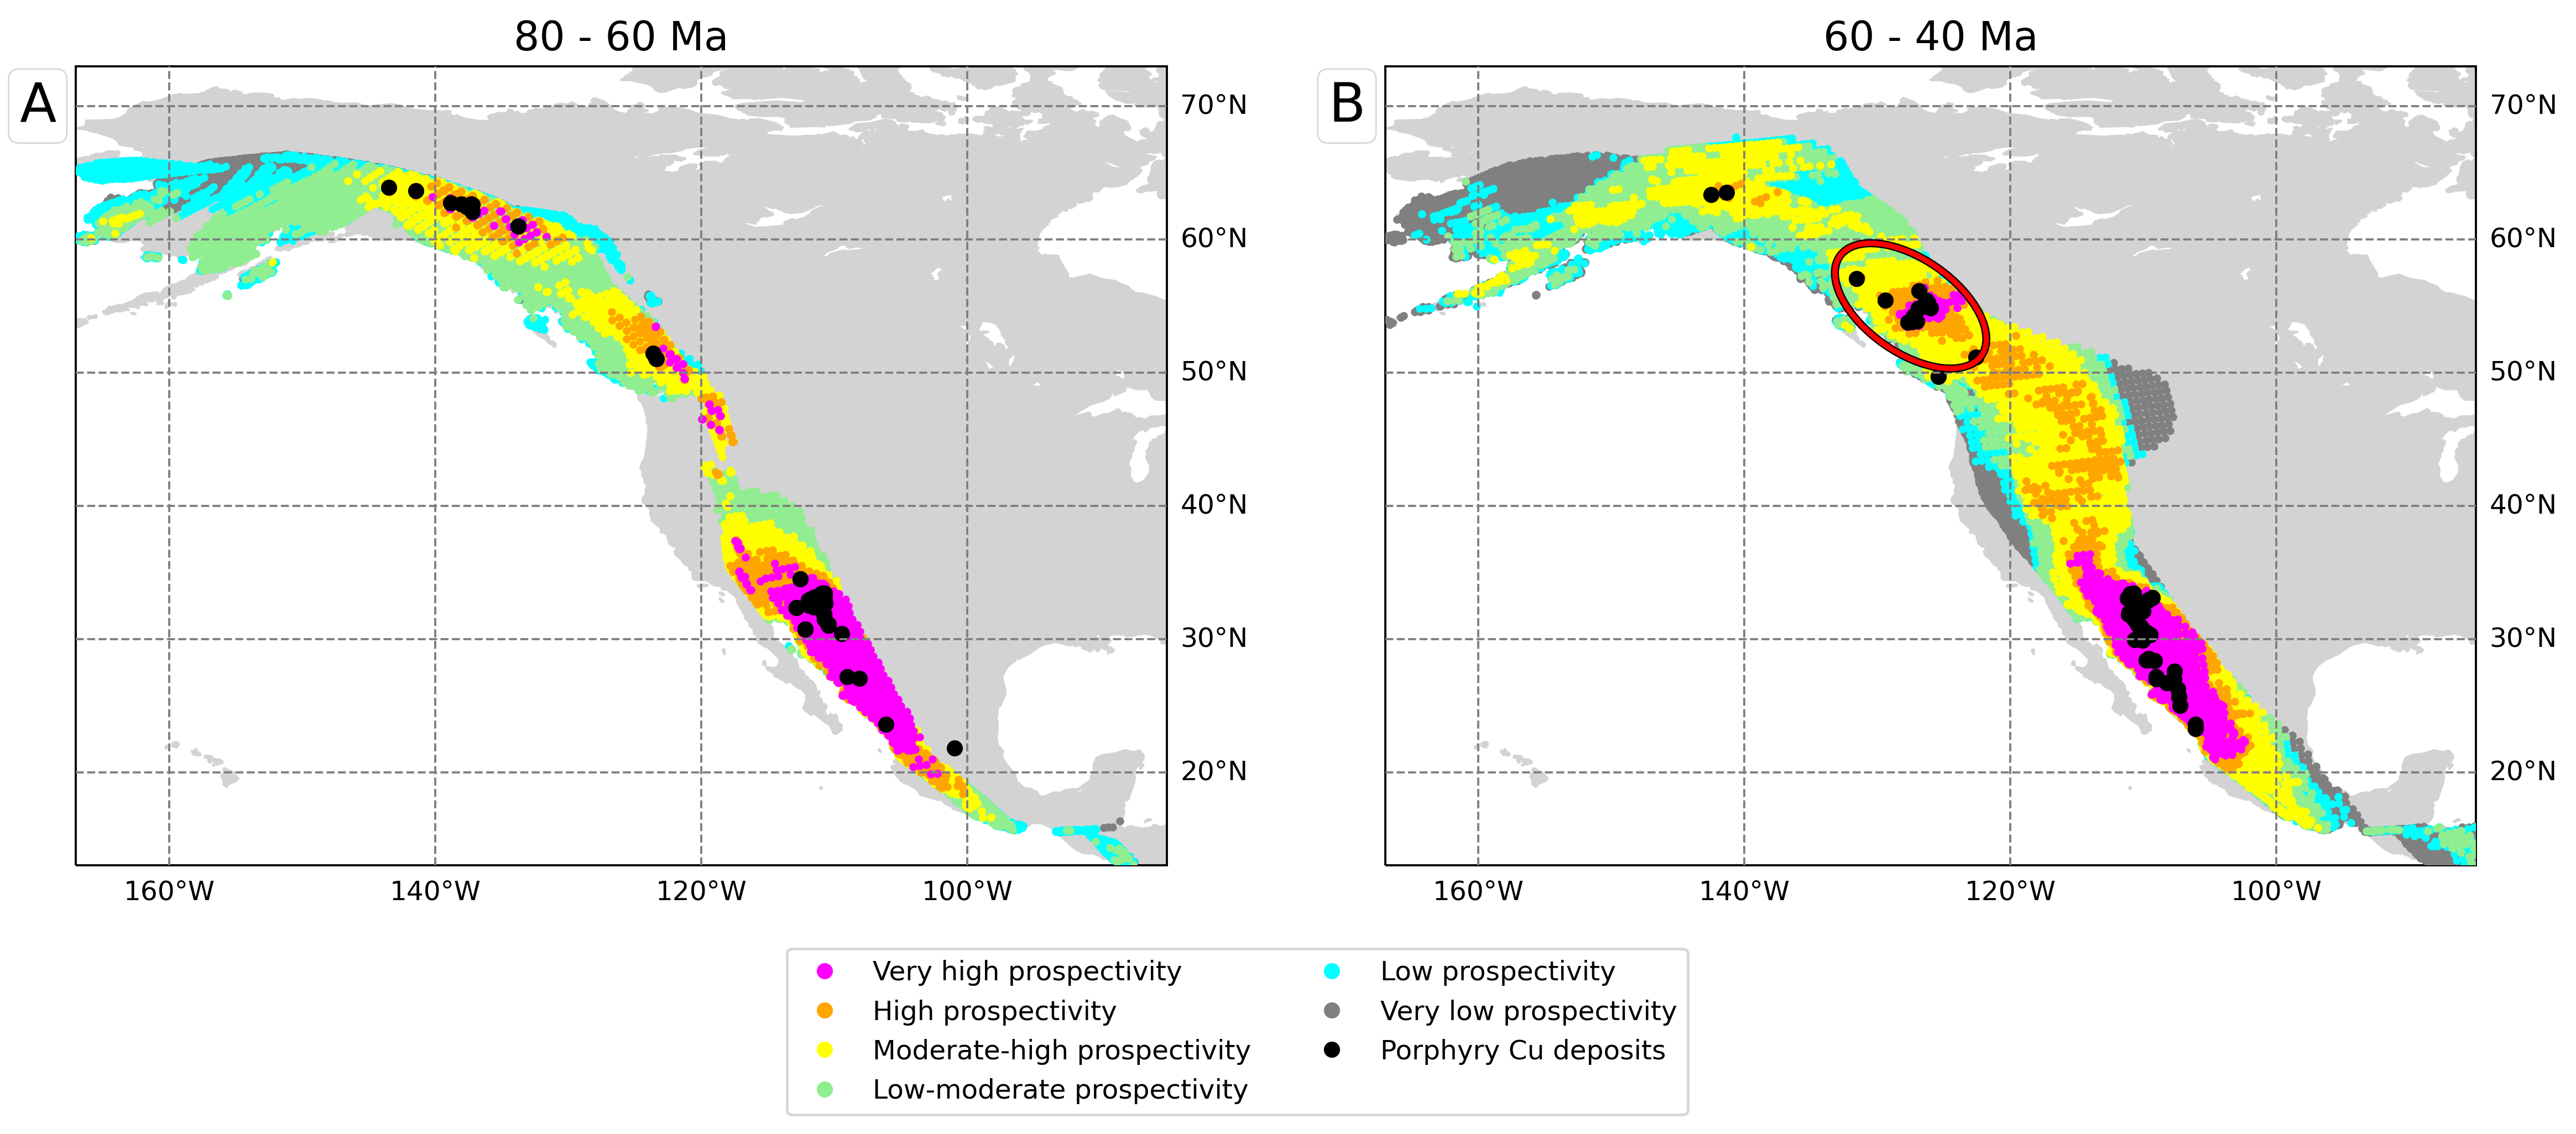 80 - 60 Ma
60 - 40 Ma
A
B
70°N
60°N
50°N
40°N
30°N
20°N
160°W
140°W
120°W
100°W
70°N
60°N
50°N
40°N
30°N
20°N
160°W
140°W
120°W
100°W
Very high prospectivity
High prospectivity
Moderate-high prospectivity
Low-moderate prospectivity
Low prospectivity
Very low prospectivity
Porphyry Cu deposits